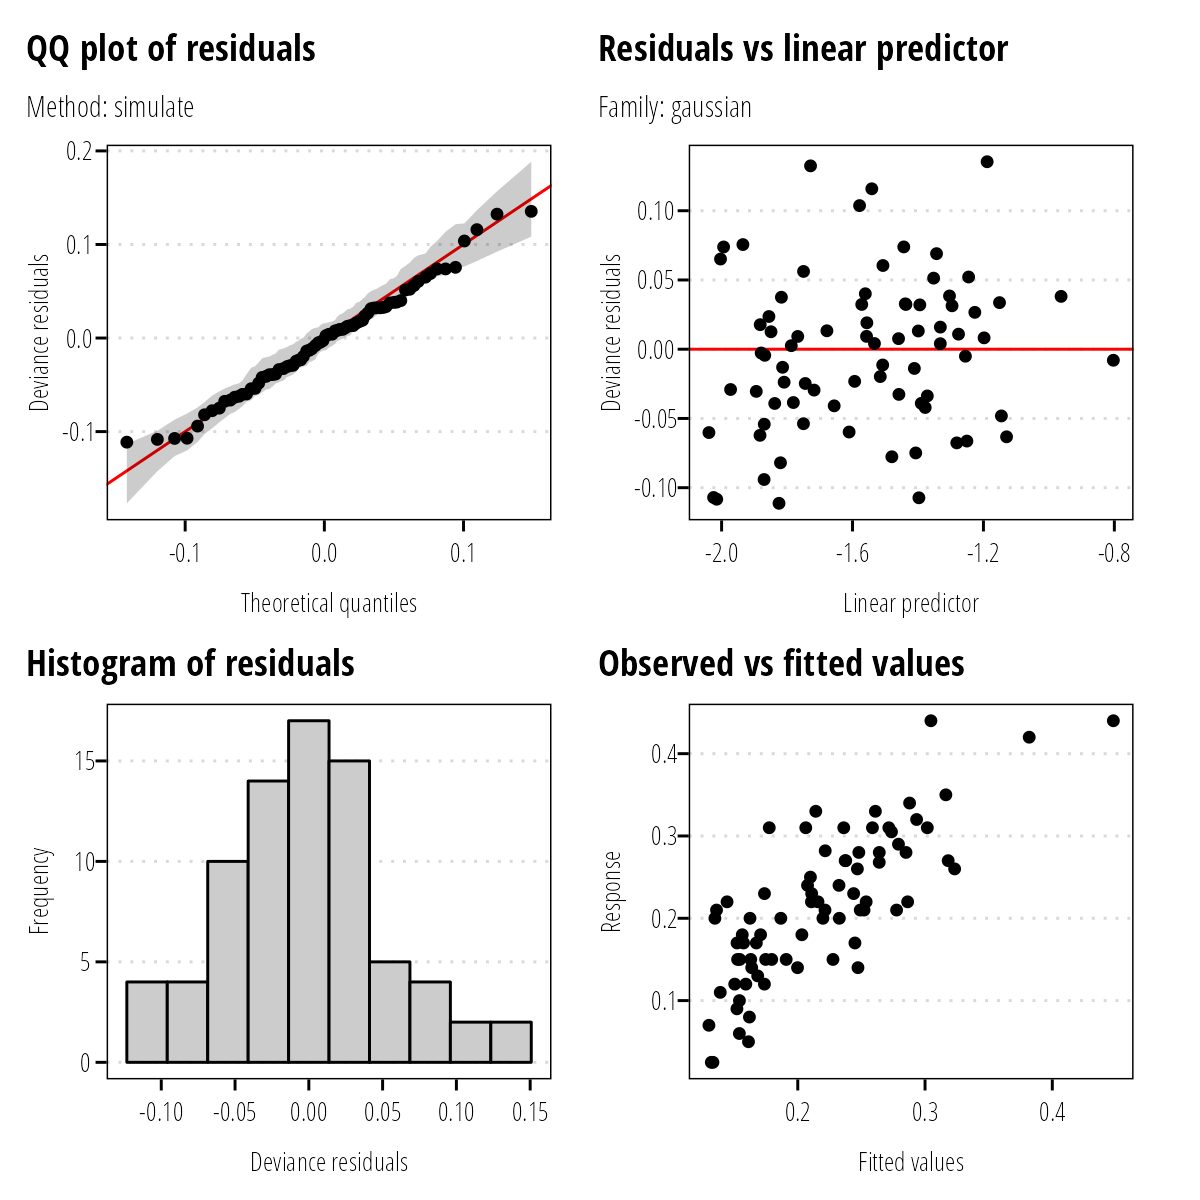 QQ plot of residuals
Method: simulate
0.2
0.1
0.0
-0.1
Deviance residuals
-0.1 0.0 0.1
Theoretical quantiles
Residuals vs linear predictor
Family: gaussian
0.10
0.05
0.00
-0.05
-0.10
Deviance residuals
-2.0 -1.6 -1.2 -0.8
Linear predictor
Histogram of residuals
15
10
5
0
Frequency
-0.10 -0.05 0.00 0.05 0.10 0.15
Deviance residuals
Observed vs fitted values
0.4
0.3
0.2
0.1
Response
0.2 0.3 0.4
Fitted values